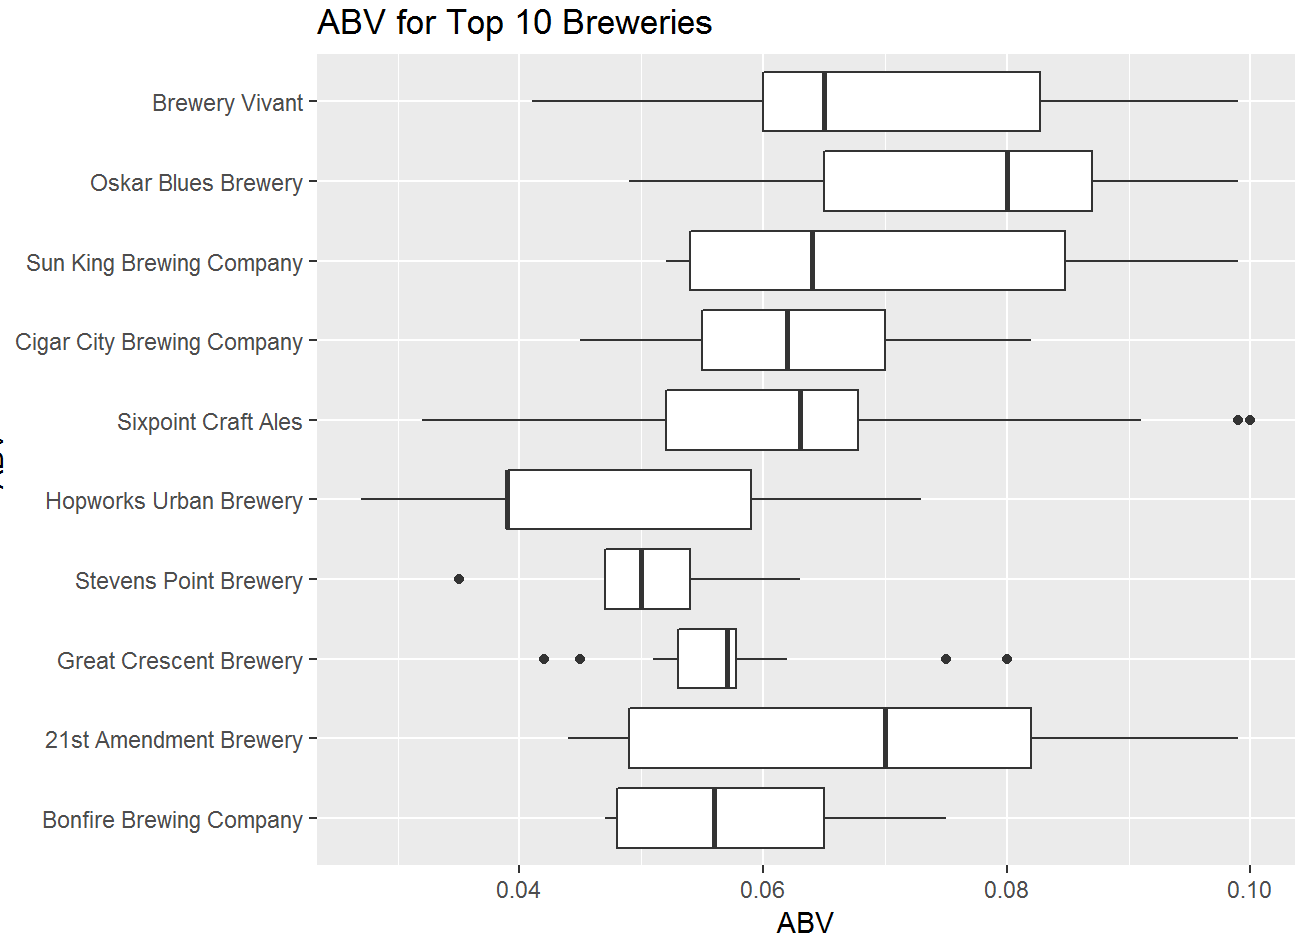 ABV for Top 10 Breweries
Brewery Vivant
Oskar Blues Brewery
Sun King Brewing Company
Cigar City Brewing Company
Sixpoint Craft Ales
Hopworks Urban Brewery
Stevens Point Brewery
Great Crescent Brewery
21st Amendment Brewery
Bonfire Brewing Company
0.04 0.06 0.08 0.10
ABV